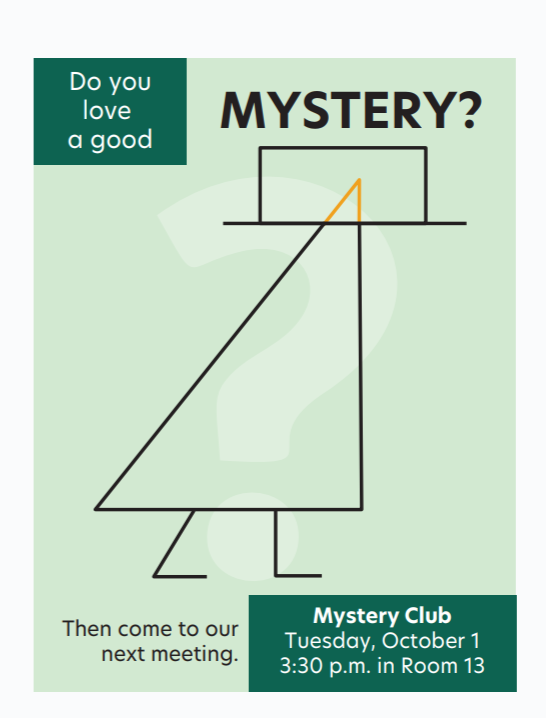 Do you
love
a good
MYSTERY?
Then come to our
next meeting.
Mystery Club
Tuesday, October 1
3:30 p.m. in Room 13